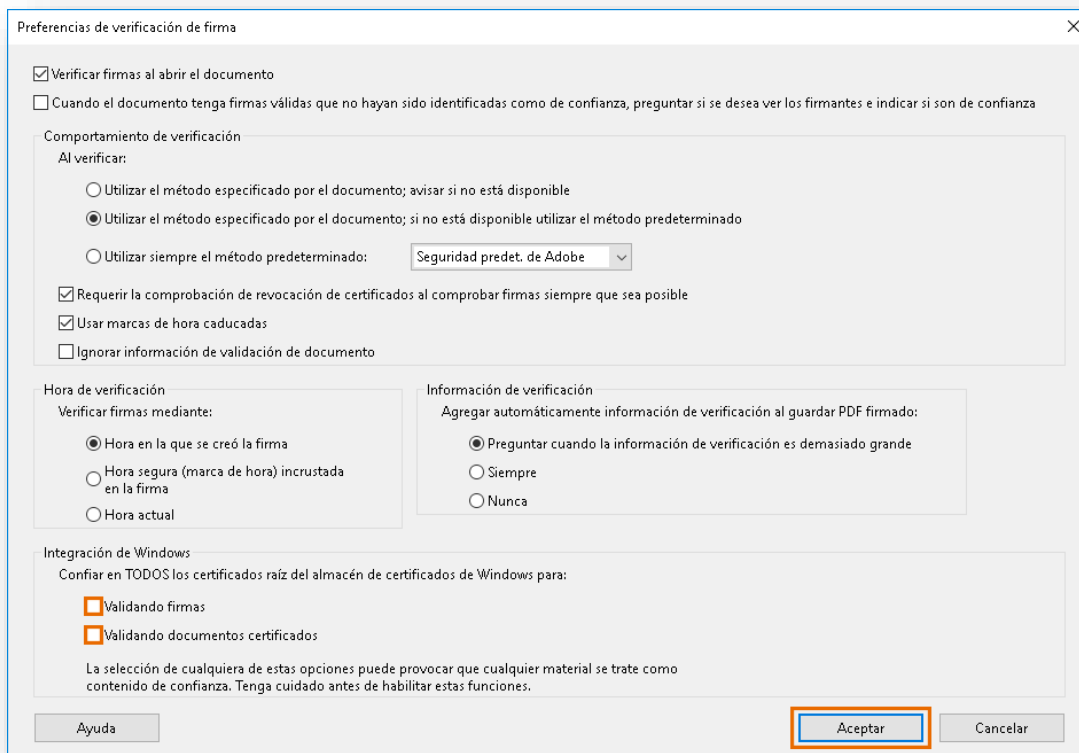 Preferencias de verificación de firma
Verificar firmas al abrir el documento
Cuando el documento tenga firmas válidas que no hayan sido identificadas como de confianza, preguntar si se desea ver los firmantes e indicar si son de confianza
Comportamiento de verificación
Al verificar:
Utilizar el método especificado por el documento; avisar si no está disponible
Utilizar el método especificado por el documento; si no está disponible utilizar el método predeterminado
Utilizar siempre el método predeterminado: Seguridad predet. de Adobe
Requerir la comprobación de revocación de certificados al comprobar firmas siempre que sea posible
Usar marcas de hora caducadas
Ignorar información de validación de documento
Hora de verificación
Verificar firmas mediante:
Hora en la que se creó la firma
Hora segura (marca de hora) incrustada
en la firma
Hora actual
Información de verificación
Agregar automáticamente información de verificación al guardar PDF firmado:
Preguntar cuando la información de verificación es demasiado grande
Siempre
Nunca
Integración de Windows
Confiar en TODOS los certificados raíz del almacén de certificados de Windows para:
Validando firmas
Validando documentos certificados
La selección de cualquiera de estas opciones puede provocar que cualquier material se trate como
contenido de confianza. Tenga cuidado antes de habilitar estas funciones.
Ayuda
Aceptar
Cancelar